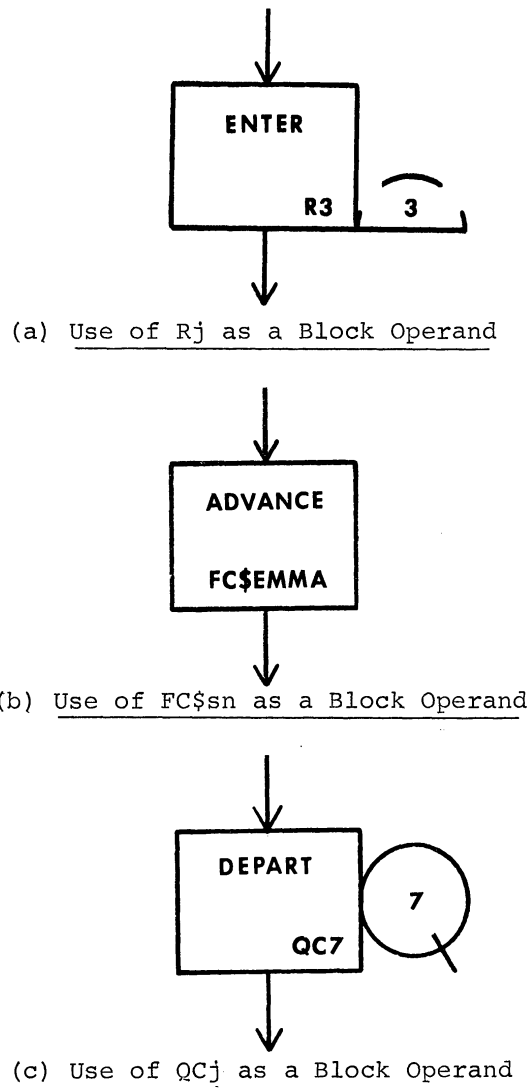 ENTER
R3 3
(a) Use of Rj as a Block Operand
ADVANCE
FC$EMMA
(b) Use of FC$sn as a Block Operand
DEPART
7
QC7
(c) Use of QCj as a Block Operand